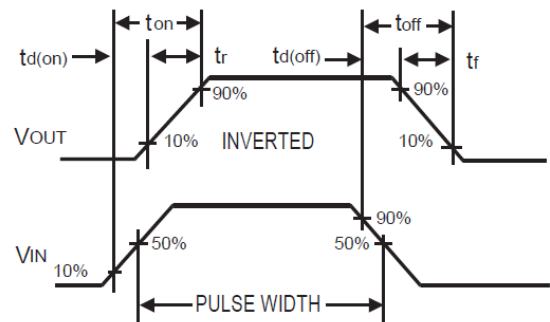 ton
toff
td(on)
tr
td(off)
tf
90%
90%
VOUT
10%
INVERTED
10%
90%
VIN
50%
50%
10%
PULSE WIDTH